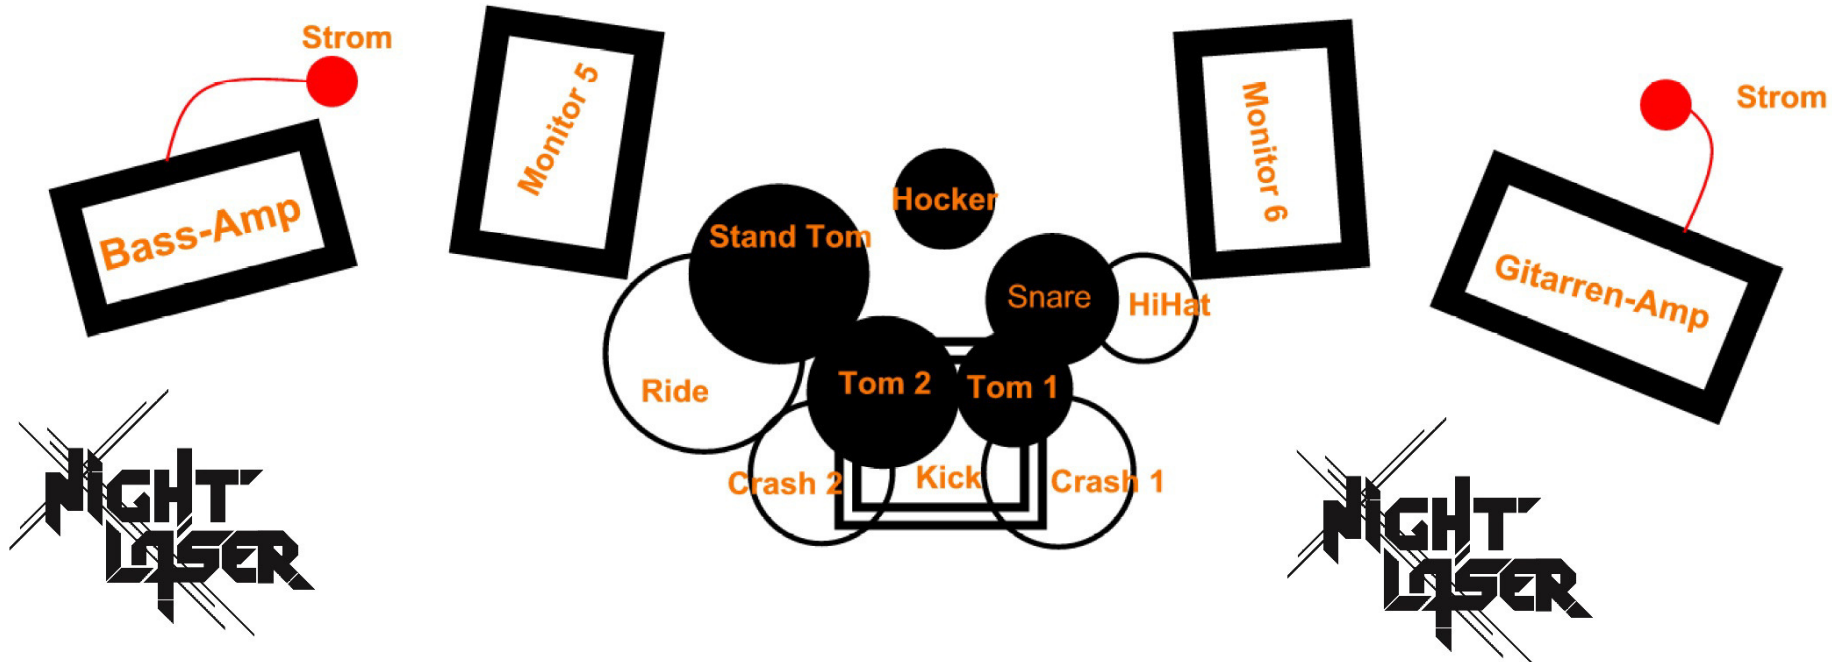 Strom
Monitor 5
Monitor 6
Strom
Bass-Amp
Hocker
Stand Tom
Snare
HiHat
Gitarren-Amp
Ride
Tom 2
Tom 1
Crash 2
Kick
Crash 1
NIGHT
LASER
NIGHT
LASER